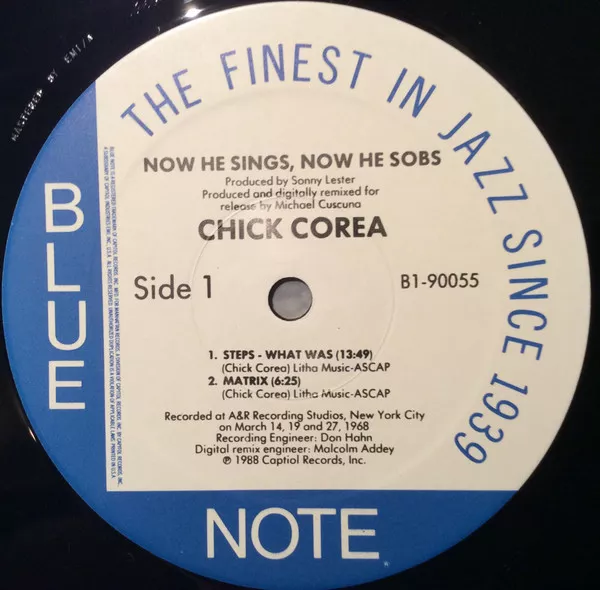 MASTERED BY EMI/A
THE FINEST IN JAZZ SINCE 1939
BLUE
NOTE
NOW HE SINGS, NOW HE SOBS
Produced by Sonny Lester
Produced and digitally remixed for
release by Michael Cuscuna
CHICK COREA
Side 1
B1-90055
1. STEPS - WHAT WAS (13:49)
(Chick Corea) Litha Music-ASCAP
2. MATRIX (6:25)
(Chick Corea) Litha Music-ASCAP
Recorded at A&R Recording Studios, New York City
on March 14, 19 and 27, 1968
Recording Engineer: Don Hahn
Digital remix engineer: Malcolm Addey
℗ 1988 Captiol Records, Inc.